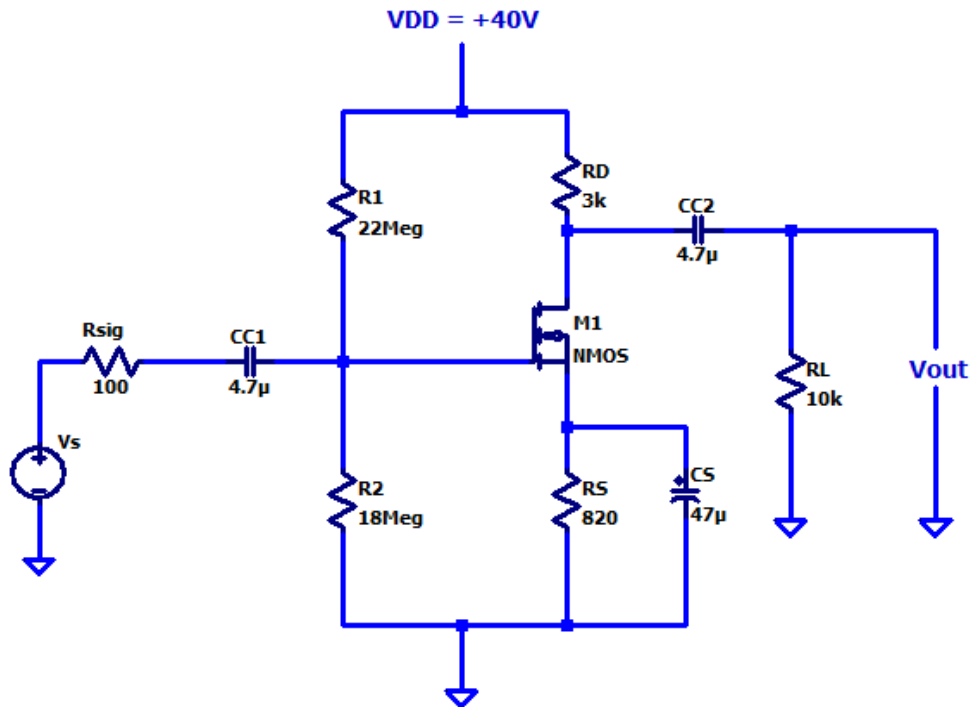 VDD = +40V
R1
22Meg
RD
3k
CC2
4.7µ
Rsig
100
CC1
4.7µ
M1
NMOS
RL
10k
Vout
Vs
R2
18Meg
RS
820
CS
47µ